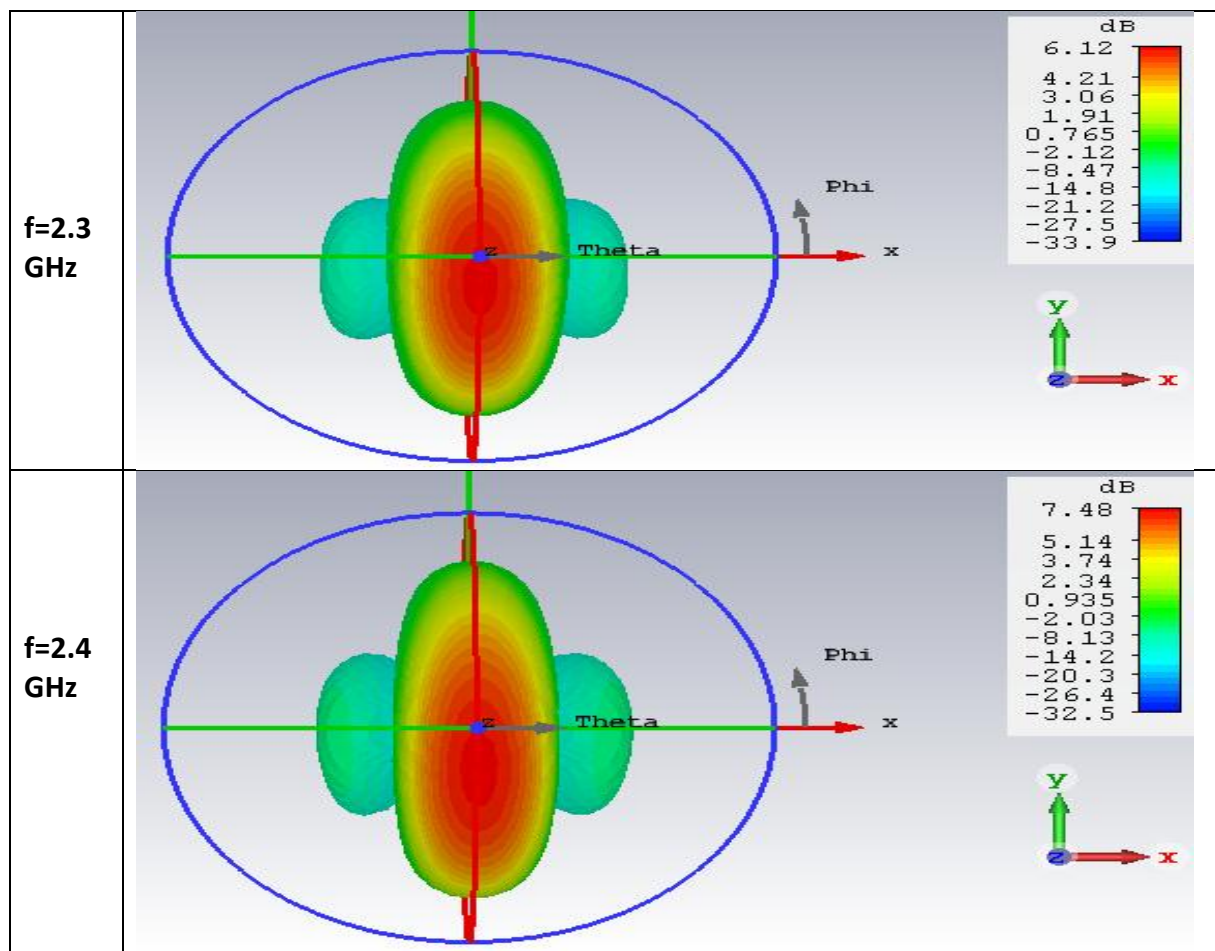 f=2.3
GHz
dB
6.12
4.21
3.06
1.91
0.765
-2.12
-8.47
-14.8
-21.2
-27.5
-33.9
Phi
z
Theta
x
y
z
x
f=2.4
GHz
dB
7.48
5.14
3.74
2.34
0.935
-2.03
-8.13
-14.2
-20.3
-26.4
-32.5
Phi
z
Theta
x
y
z
x